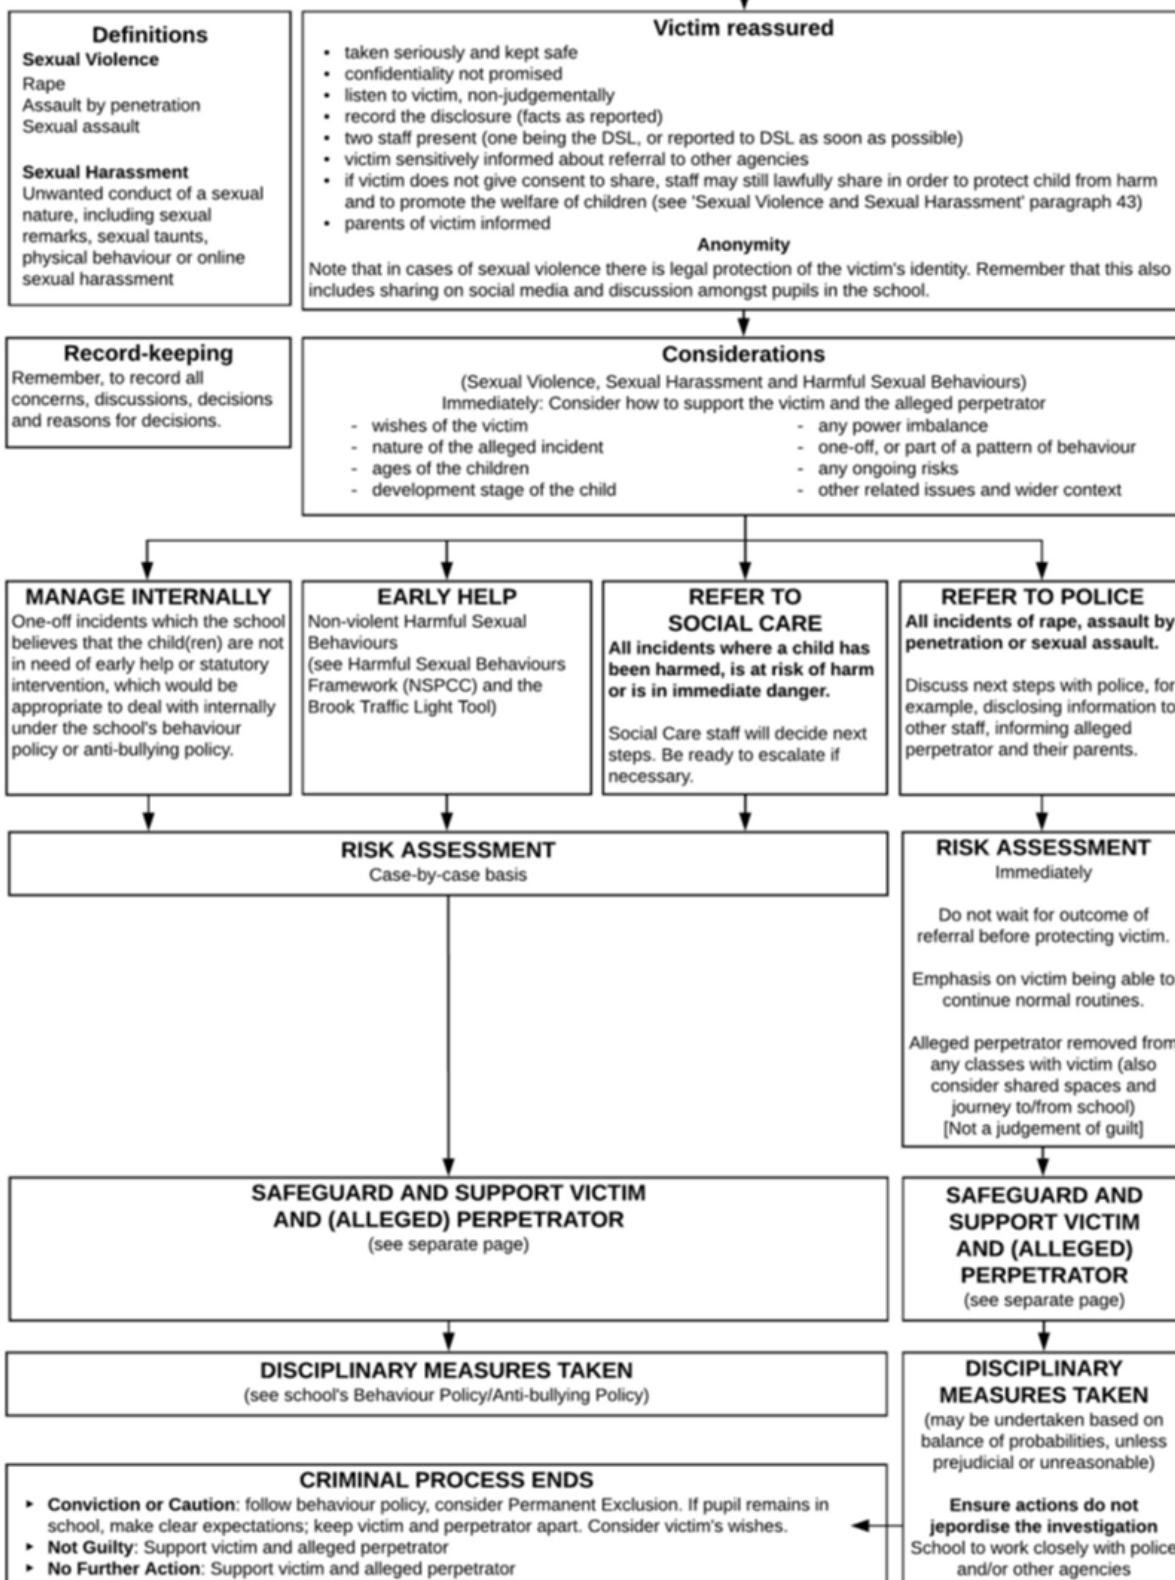 Definitions
Sexual Violence
Rape
Assault by penetration
Sexual assault
Sexual Harassment
Unwanted conduct of a sexual
nature, including sexual
remarks, sexual taunts,
physical behaviour or online
sexual harassment
Victim reassured
• taken seriously and kept safe
• confidentiality not promised
• listen to victim, non-judgementally
• record the disclosure (facts as reported)
• two staff present (one being the DSL, or reported to DSL as soon as possible)
• victim sensitively informed about referral to other agencies
• if victim does not give consent to share, staff may still lawfully share in order to protect child from harm
and to promote the welfare of children (see 'Sexual Violence and Sexual Harassment' paragraph 43)
• parents of victim informed
Anonymity
Note that in cases of sexual violence there is legal protection of the victim's identity. Remember that this also
includes sharing on social media and discussion amongst pupils in the school.
Record-keeping
Remember, to record all
concerns, discussions, decisions
and reasons for decisions.
Considerations
(Sexual Violence, Sexual Harassment and Harmful Sexual Behaviours)
Immediately: Consider how to support the victim and the alleged perpetrator
- wishes of the victim
- nature of the alleged incident
- ages of the children
- development stage of the child
- any power imbalance
- one-off, or part of a pattern of behaviour
- any ongoing risks
- other related issues and wider context
MANAGE INTERNALLY
One-off incidents which the school
believes that the child(ren) are not
in need of early help or statutory
intervention, which would be
appropriate to deal with internally
under the school's behaviour
policy or anti-bullying policy.
EARLY HELP
Non-violent Harmful Sexual
Behaviours
(see Harmful Sexual Behaviours
Framework (NSPCC) and the
Brook Traffic Light Tool)
REFER TO
SOCIAL CARE
All incidents where a child has
been harmed, is at risk of harm
or is in immediate danger.
Social Care staff will decide next
steps. Be ready to escalate if
necessary.
REFER TO POLICE
All incidents of rape, assault by
penetration or sexual assault.
Discuss next steps with police, for
example, disclosing information to
other staff, informing alleged
perpetrator and their parents.
RISK ASSESSMENT
Case-by-case basis
RISK ASSESSMENT
Immediately
Do not wait for outcome of
referral before protecting victim.
Emphasis on victim being able to
continue normal routines.
Alleged perpetrator removed from
any classes with victim (also
consider shared spaces and
journey to/from school)
[Not a judgement of guilt]
SAFEGUARD AND SUPPORT VICTIM
AND (ALLEGED) PERPETRATOR
(see separate page)
SAFEGUARD AND
SUPPORT VICTIM
AND (ALLEGED)
PERPETRATOR
(see separate page)
DISCIPLINARY MEASURES TAKEN
(see school's Behaviour Policy/Anti-bullying Policy)
DISCIPLINARY
MEASURES TAKEN
(may be undertaken based on
balance of probabilities, unless
prejudicial or unreasonable)
Ensure actions do not
jepordise the investigation
School to work closely with police
and/or other agencies
CRIMINAL PROCESS ENDS
‣ Conviction or Caution: follow behaviour policy, consider Permanent Exclusion. If pupil remains in
school, make clear expectations; keep victim and perpetrator apart. Consider victim's wishes.
‣ Not Guilty: Support victim and alleged perpetrator
‣ No Further Action: Support victim and alleged perpetrator